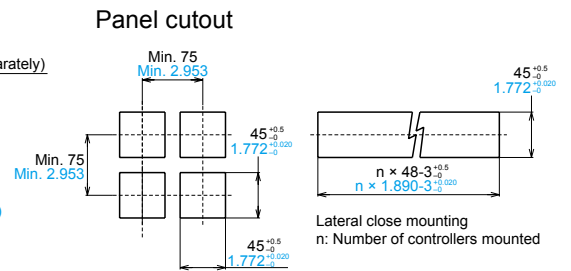 Panel cutout
arately)
Min. 75
Min. 2.953
45 +0.5 -0
1.772 +0.020 -0
45 +0.5 -0
1.772 +0.020 -0
Min. 75
Min. 2.953
n × 48-3 +0.5 -0
n × 1.890-3 +0.020 -0
)
Lateral close mounting
n: Number of controllers mounted
45 +0.5 -0
1.772 +0.020 -0